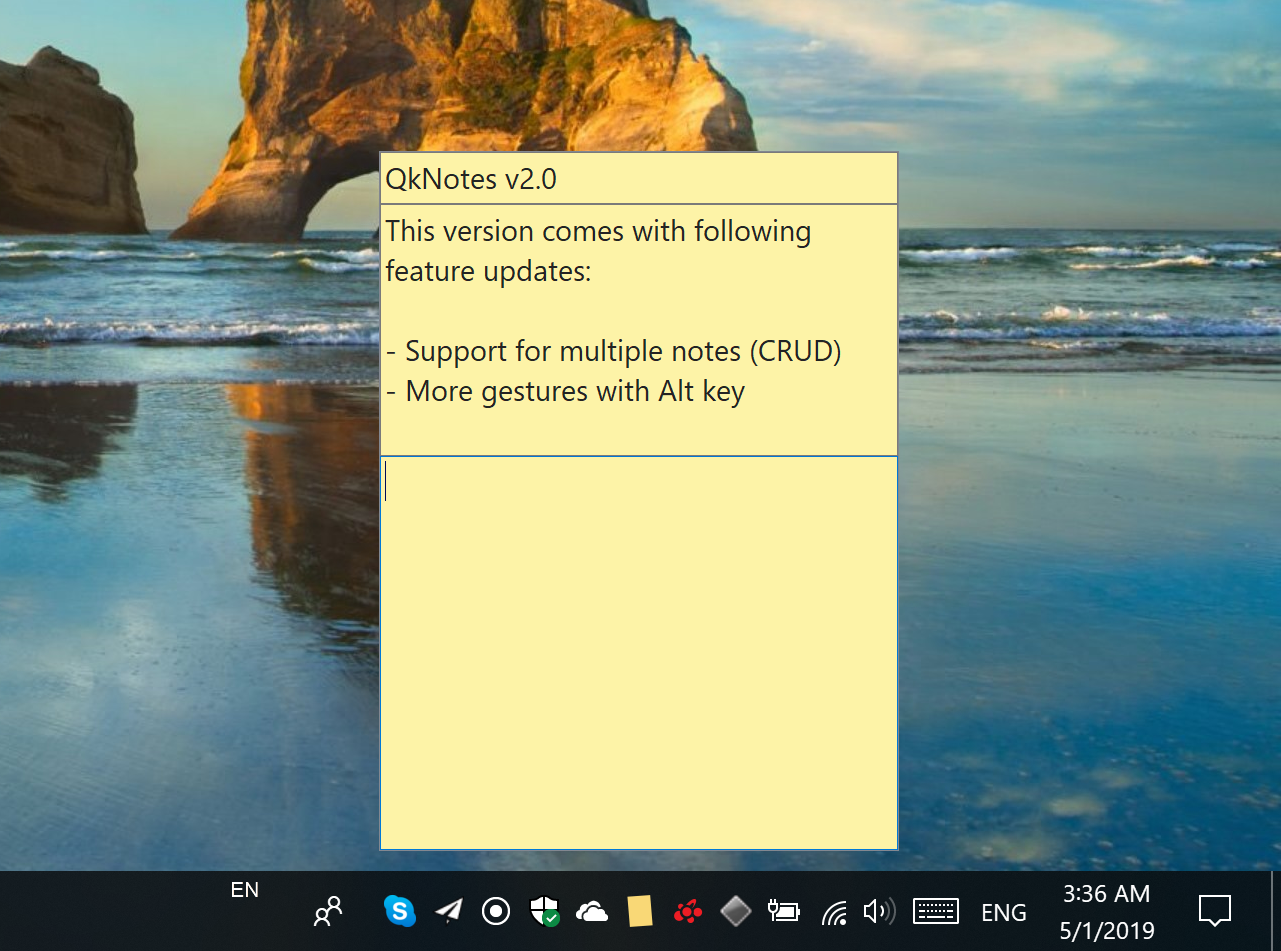 QkNotes v2.0
This version comes with following
feature updates:
- Support for multiple notes (CRUD)
- More gestures with Alt key
EN
S
ENG
3:36 AM
5/1/2019